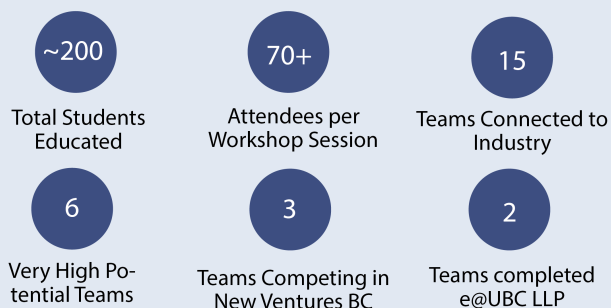 ~200
Total Students
Educated
70+
Attendees per
Workshop Session
15
Teams Connected to
Industry
6
Very High Po-
tential Teams
3
Teams Competing in
New Ventures BC
2
Teams completed
e@UBC LLP